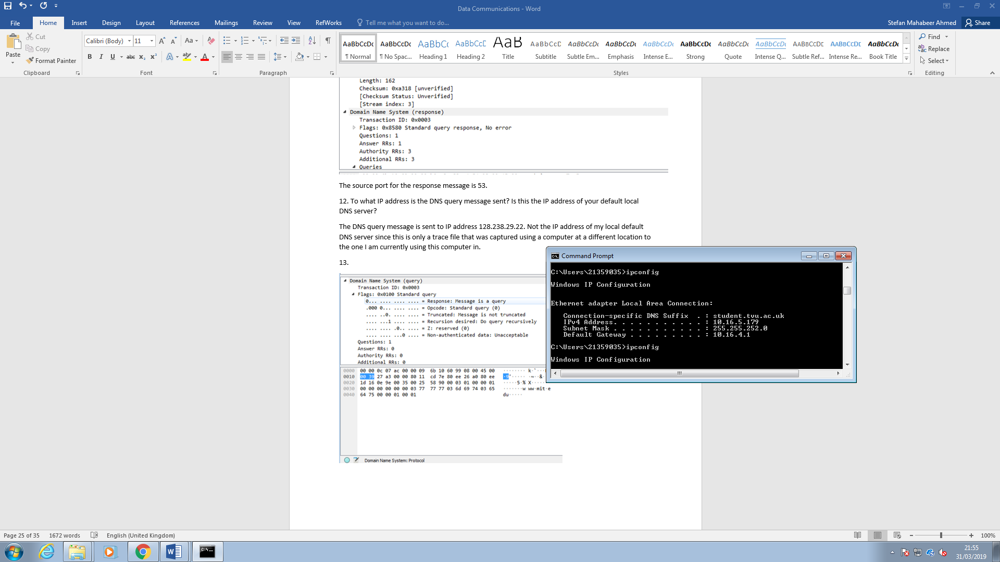 Data Communications - Word
File Home Insert Design Layout References Mailings Review View RefWorks Tell me what you want to do... Stefan Mahabeer Ahmed Share
Paste
Cut
Copy
Format Painter
Clipboard
Calibri (Body) 11
Font
Paragraph
AaBbCcDc AaBbCcDc AaBbCc AaBbCcD AaB AaBbCcD AaBbCcDc AaBbCcDc AaBbCcDc AaBbCcDc AaBbCcDc AaBbCcDc AABBCCDE AABBCCDE AaBbCcDc
¶ Normal ¶ No Spac... Heading 1 Heading 2 Title Subtitle Subtle Em... Emphasis Intense E... Strong Quote Intense Q... Subtle Ref... Intense Re... Book Title
Styles
Find
Replace
Select
Editing
Length: 162
Checksum: 0xa318 [unverified]
[Checksum Status: Unverified]
[Stream index: 3]
Domain Name System (response)
Transaction ID: 0x0003
Flags: 0x8580 Standard query response, No error
Questions: 1
Answer RRs: 1
Authority RRs: 3
Additional RRs: 3
Queries
The source port for the response message is 53.
12. To what IP address is the DNS query message sent? Is this the IP address of your default local
DNS server?
The DNS query message is sent to IP address 128.238.29.22. Not the IP address of my local default
DNS server since this is only a trace file that was captured using a computer at a different location to
the one I am currently using this computer in.
13.
Domain Name System (query)
Transaction ID: 0x0003
Flags: 0x0100 Standard query
0... .... .... .... = Response: Message is a query
.000 0... .... .... = Opcode: Standard query (0)
.... ..0. .... .... = Truncated: Message is not truncated
.... ...1 .... .... = Recursion desired: Do query recursively
.... .... .0.. .... = Z: reserved (0)
.... .... ...0 .... = Non-authenticated data: Unacceptable
Questions: 1
Answer RRs: 0
Authority RRs: 0
Additional RRs: 0
0000 00 00 0c 07 ac 00 00 09 6b 10 60 99 08 00 45 00 ········ k·`···
0010 00 39 27 a3 00 00 80 11 cd 7e 80 ee 26 a0 80 ee ·9'····· ·~··&·
0020 1d 16 0e 9e 00 35 00 25 58 90 00 03 01 00 00 01 ·····5·% X·····
0030 00 00 00 00 00 00 03 77 77 77 03 6d 69 74 03 65 ·······w ww·mit·e
0040 64 75 00 00 01 00 01 du·····
Domain Name System: Protocol
Command Prompt
C:\Users\21359035>ipconfig
Windows IP Configuration
Ethernet adapter Local Area Connection:
Connection-specific DNS Suffix . : student.tvu.ac.uk
IPv4 Address. . . . . . . . . . . : 10.16.5.179
Subnet Mask . . . . . . . . . . . : 255.255.252.0
Default Gateway . . . . . . . . . : 10.16.4.1
C:\Users\21359035>ipconfig
Windows IP Configuration
Page 25 of 35 1672 words English (United Kingdom) 100%
21:55
31/03/2019